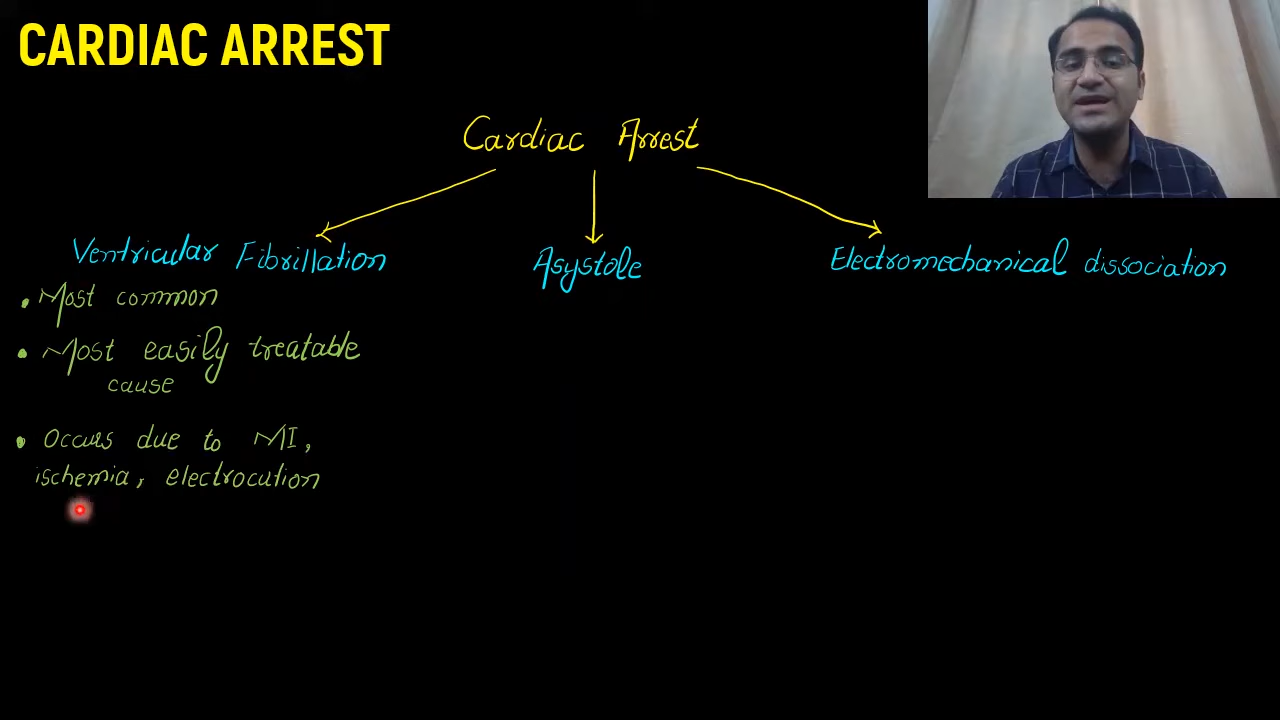 CARDIAC ARREST
Cardiac Arrest
Ventricular Fibrillation
Asystole
Electromechanical dissociation
• Most common
• Most easily treatable
cause
• Occurs due to MI,
ischemia, electrocution